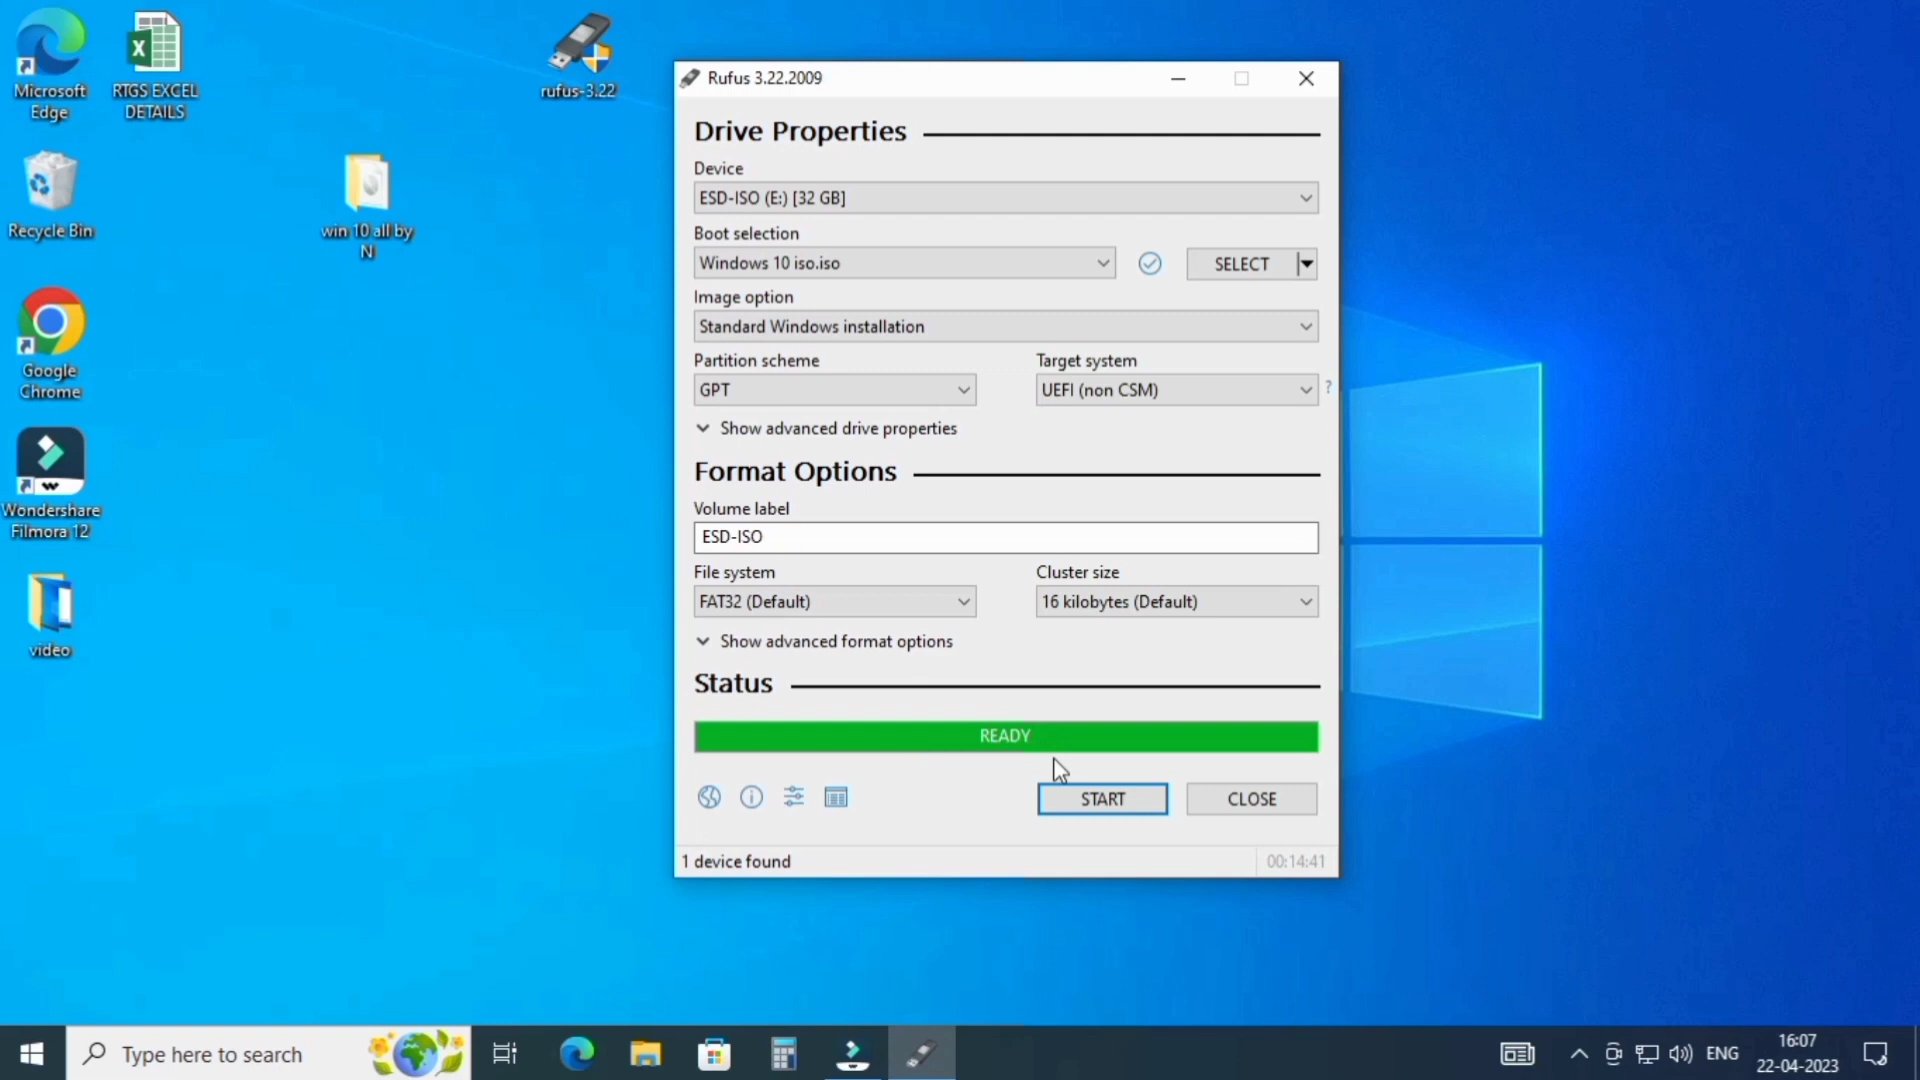 Microsoft
Edge
RTGS EXCEL
DETAILS
rufus-3.22
Recycle Bin
win 10 all by
N
Google
Chrome
Wondershare
Filmora 12
video
Rufus 3.22.2009
Drive Properties
Device
ESD-ISO (E:) [32 GB]
Boot selection
Windows 10 iso.iso
SELECT
Image option
Standard Windows installation
Partition scheme
Target system
GPT
UEFI (non CSM)
?
Show advanced drive properties
Format Options
Volume label
ESD-ISO
File system
Cluster size
FAT32 (Default)
16 kilobytes (Default)
Show advanced format options
Status
READY
START
CLOSE
1 device found
00:14:41
Type here to search
ENG
16:07
22-04-2023